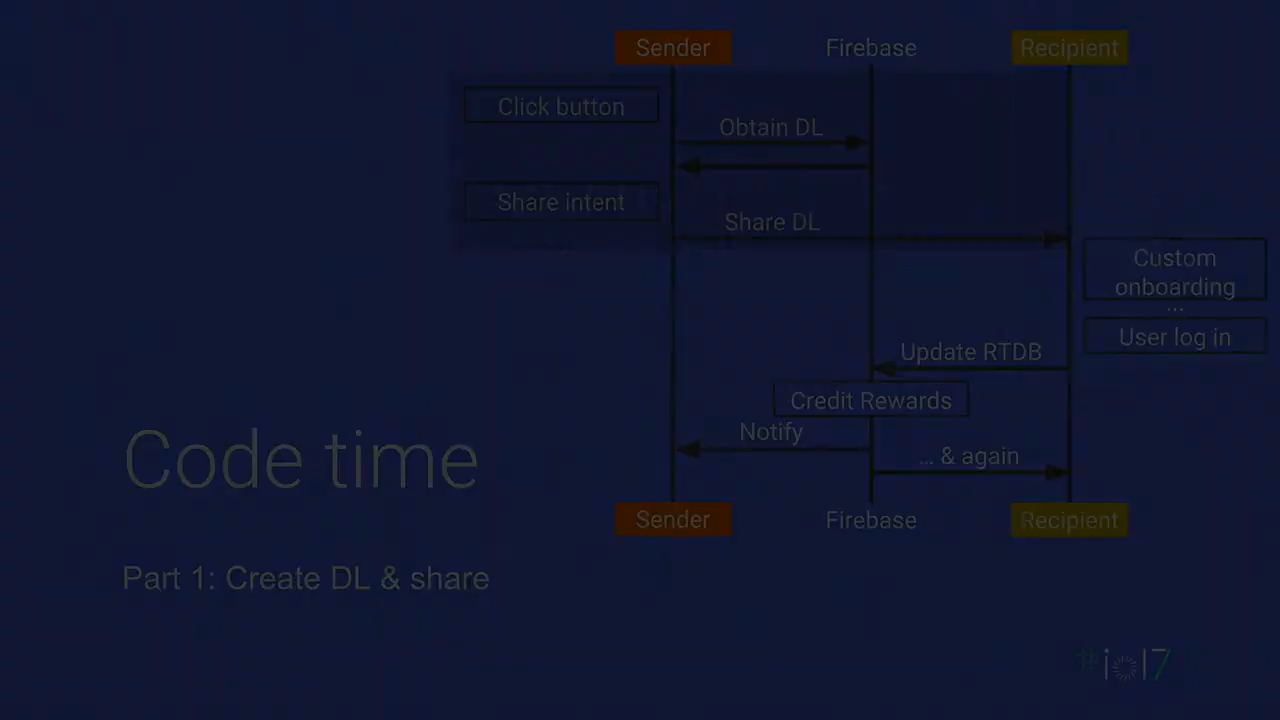 Sender
Firebase
Recipient
Click button
Obtain DL
Share intent
Share DL
Custom
onboarding
...
User log in
Update RTDB
Credit Rewards
Notify
... & again
Sender
Firebase
Recipient
Code time
Part 1: Create DL & share
#io17